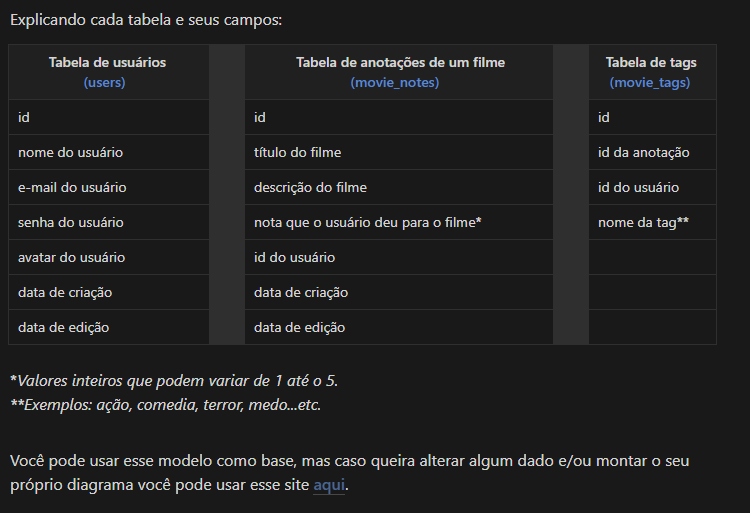 Explicando cada tabela e seus campos:
Tabela de usuários
(users)
id
nome do usuário
e-mail do usuário
senha do usuário
avatar do usuário
data de criação
data de edição
Tabela de anotações de um filme
(movie_notes)
id
título do filme
descrição do filme
nota que o usuário deu para o filme*
id do usuário
data de criação
data de edição
Tabela de tags
(movie_tags)
id
id da anotação
id do usuário
nome da tag**
*Valores inteiros que podem variar de 1 até o 5.
**Exemplos: ação, comedia, terror, medo...etc.
Você pode usar esse modelo como base, mas caso queira alterar algum dado e/ou montar o seu
próprio diagrama você pode usar esse site aqui.